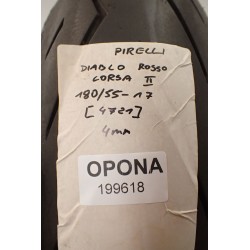 PIRELLI
DIABLO ROSSO
CORSA II
180/55-17
[4721]
4mm
OPONA
199618